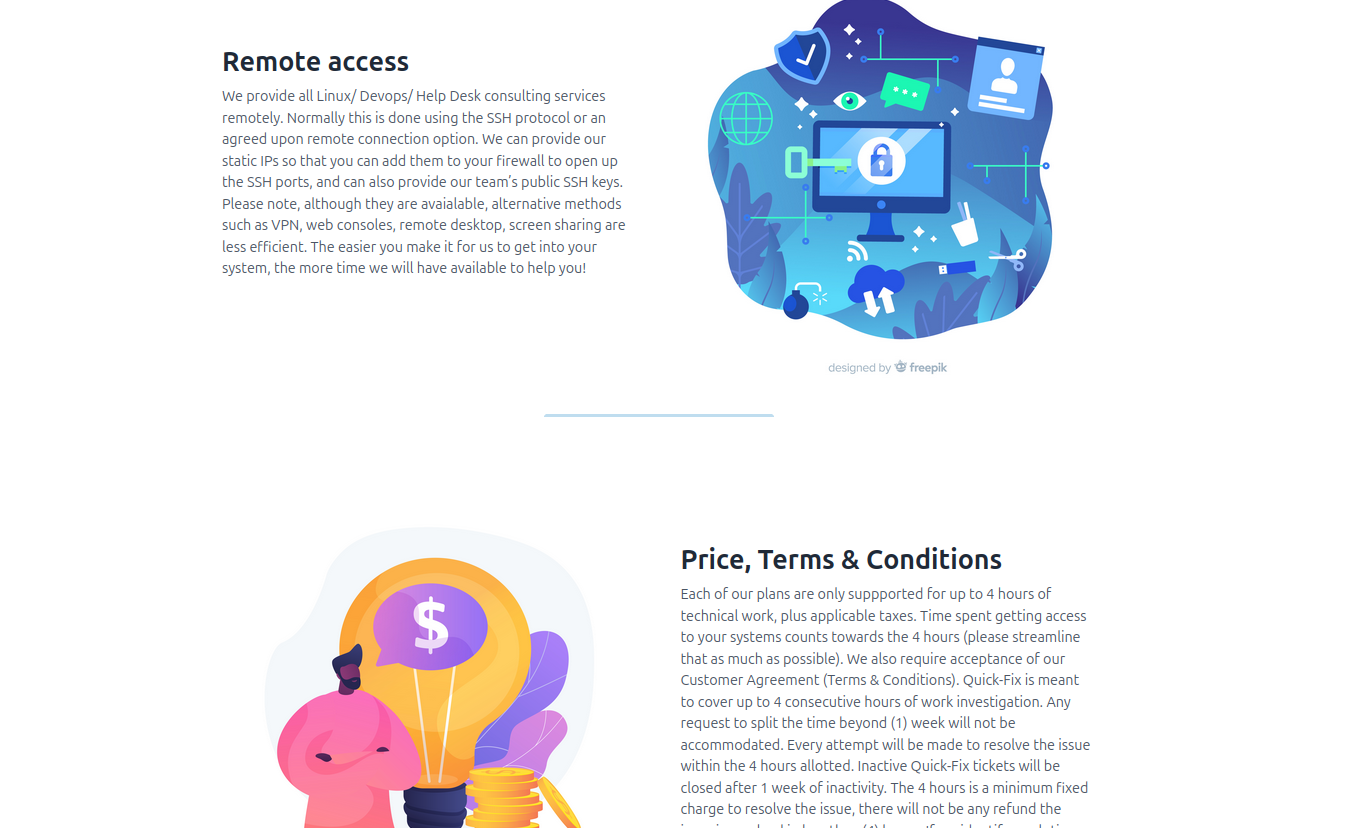 Remote access
We provide all Linux/ Devops/ Help Desk consulting services
remotely. Normally this is done using the SSH protocol or an
agreed upon remote connection option. We can provide our
static IPs so that you can add them to your firewall to open up
the SSH ports, and can also provide our team's public SSH keys.
Please note, although they are avaialable, alternative methods
such as VPN, web consoles, remote desktop, screen sharing are
less efficient. The easier you make it for us to get into your
system, the more time we will have available to help you!
designed by freepik
$
Price, Terms & Conditions
Each of our plans are only suppported for up to 4 hours of
technical work, plus applicable taxes. Time spent getting access
to your systems counts towards the 4 hours (please streamline
that as much as possible). We also require acceptance of our
Customer Agreement (Terms & Conditions). Quick-Fix is meant
to cover up to 4 consecutive hours of work investigation. Any
request to split the time beyond (1) week will not be
accommodated. Every attempt will be made to resolve the issue
within the 4 hours allotted. Inactive Quick-Fix tickets will be
closed after 1 week of inactivity. The 4 hours is a minimum fixed
charge to resolve the issue, there will not be any refund the